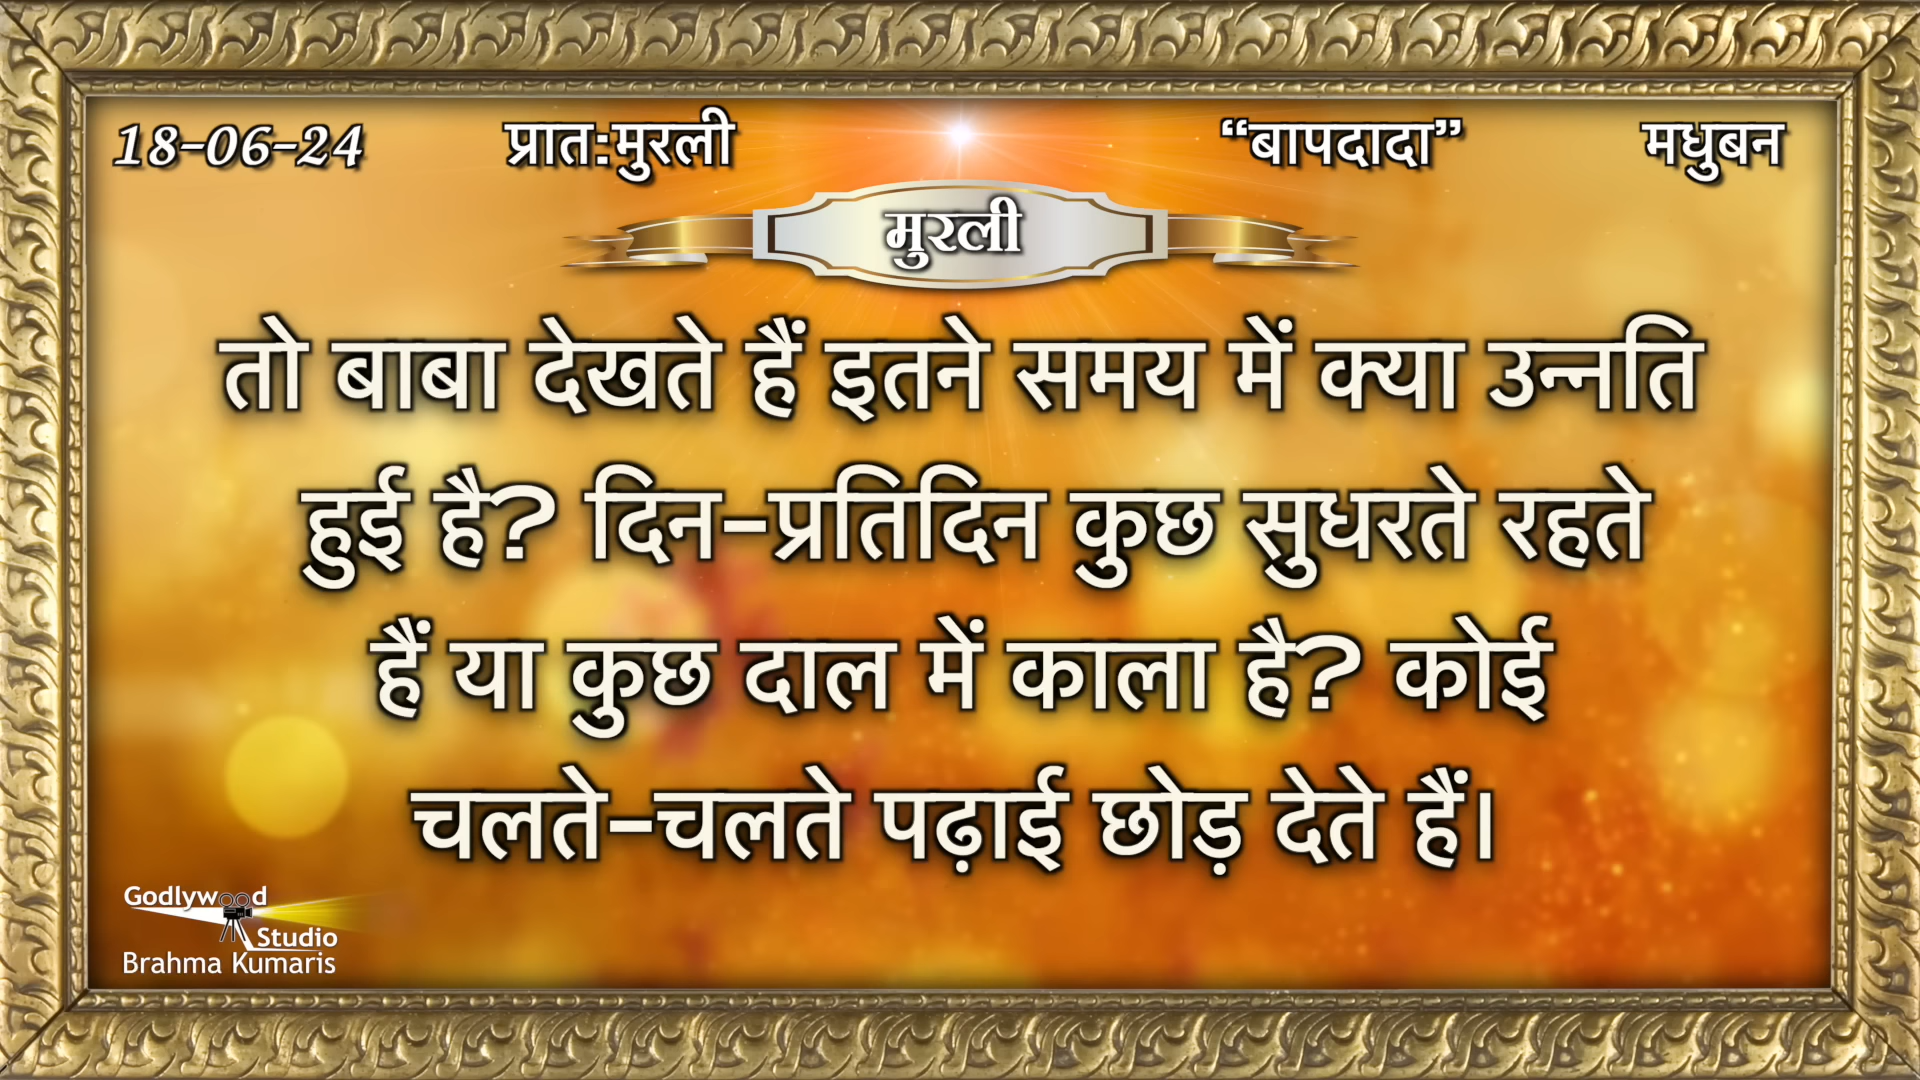 18-06-24 प्रात:मुरली “बापदादा” मधुबन
मुरली
तो बाबा देखते हैं इतने समय में क्या उन्नति
हुई है? दिन-प्रतिदिन कुछ सुधरते रहते
हैं या कुछ दाल में काला है? कोई
चलते-चलते पढ़ाई छोड़ देते हैं।
Godlywood
Studio
Brahma Kumaris